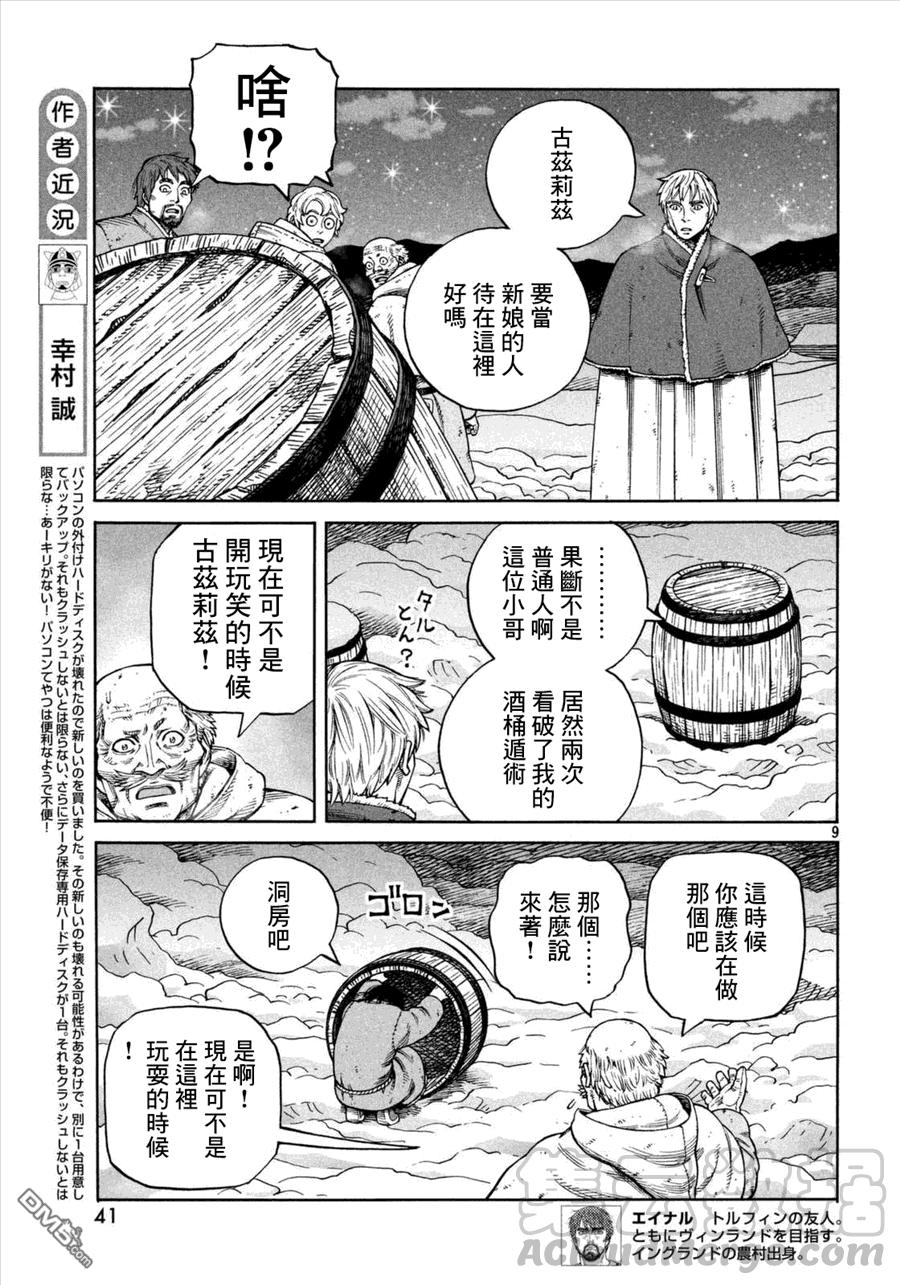 古茲莉茲
要當
新娘的人
待在這裡
好嗎
啥
!?
………
果斷不是
普通人啊
這位小哥
居然兩次
看破了我的
酒桶遁術
タルとん?
現在可不是
開玩笑的時候
古茲莉茲!
這時候
你應該在做
那個吧
那個……
怎麼說
來著!
ゴロン
洞房吧
是啊!
現在可不是
在這裡
玩耍的時候
!
9
作者近況
幸村誠
パソコンの外付けハードディスクが壊れたので新しいのを買いました。その新しいのも壊れる可能性があるわけで、別に1台用意し
てバックアップ。それもクラッシュしないとは限らない、さらにデータ保存専用ハードディスクが1台。それもクラッシュしないとは
限らな…あーキリがない!パソコンてやつは便利なようで不便!
41
エイナル トルフィンの友人。
ともにヴィンランドを目指す。
イングランドの農村出身。